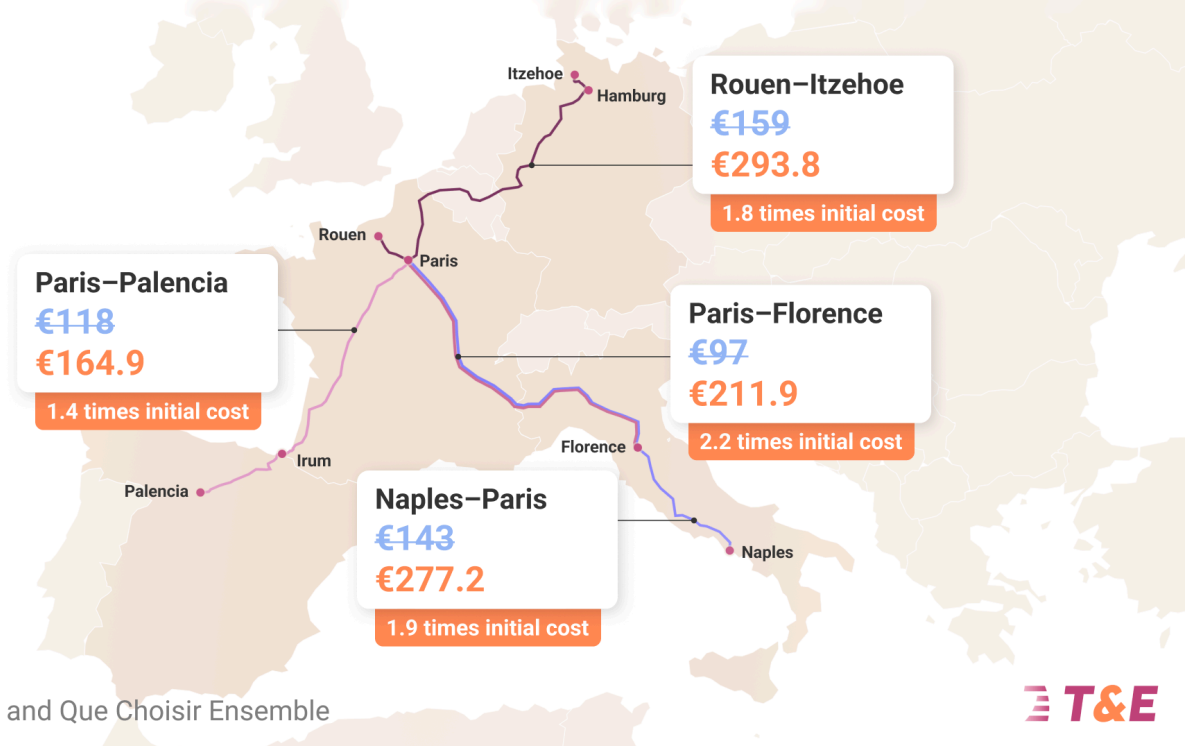 Itzehoe
Hamburg
Rouen–Itzehoe
€159
€293.8
1.8 times initial cost
Rouen
Paris
Paris–Palencia
€118
€164.9
1.4 times initial cost
Paris–Florence
€97
€211.9
2.2 times initial cost
Florence
Irum
Palencia
Naples–Paris
€143
€277.2
1.9 times initial cost
Naples
and Que Choisir Ensemble
T&E